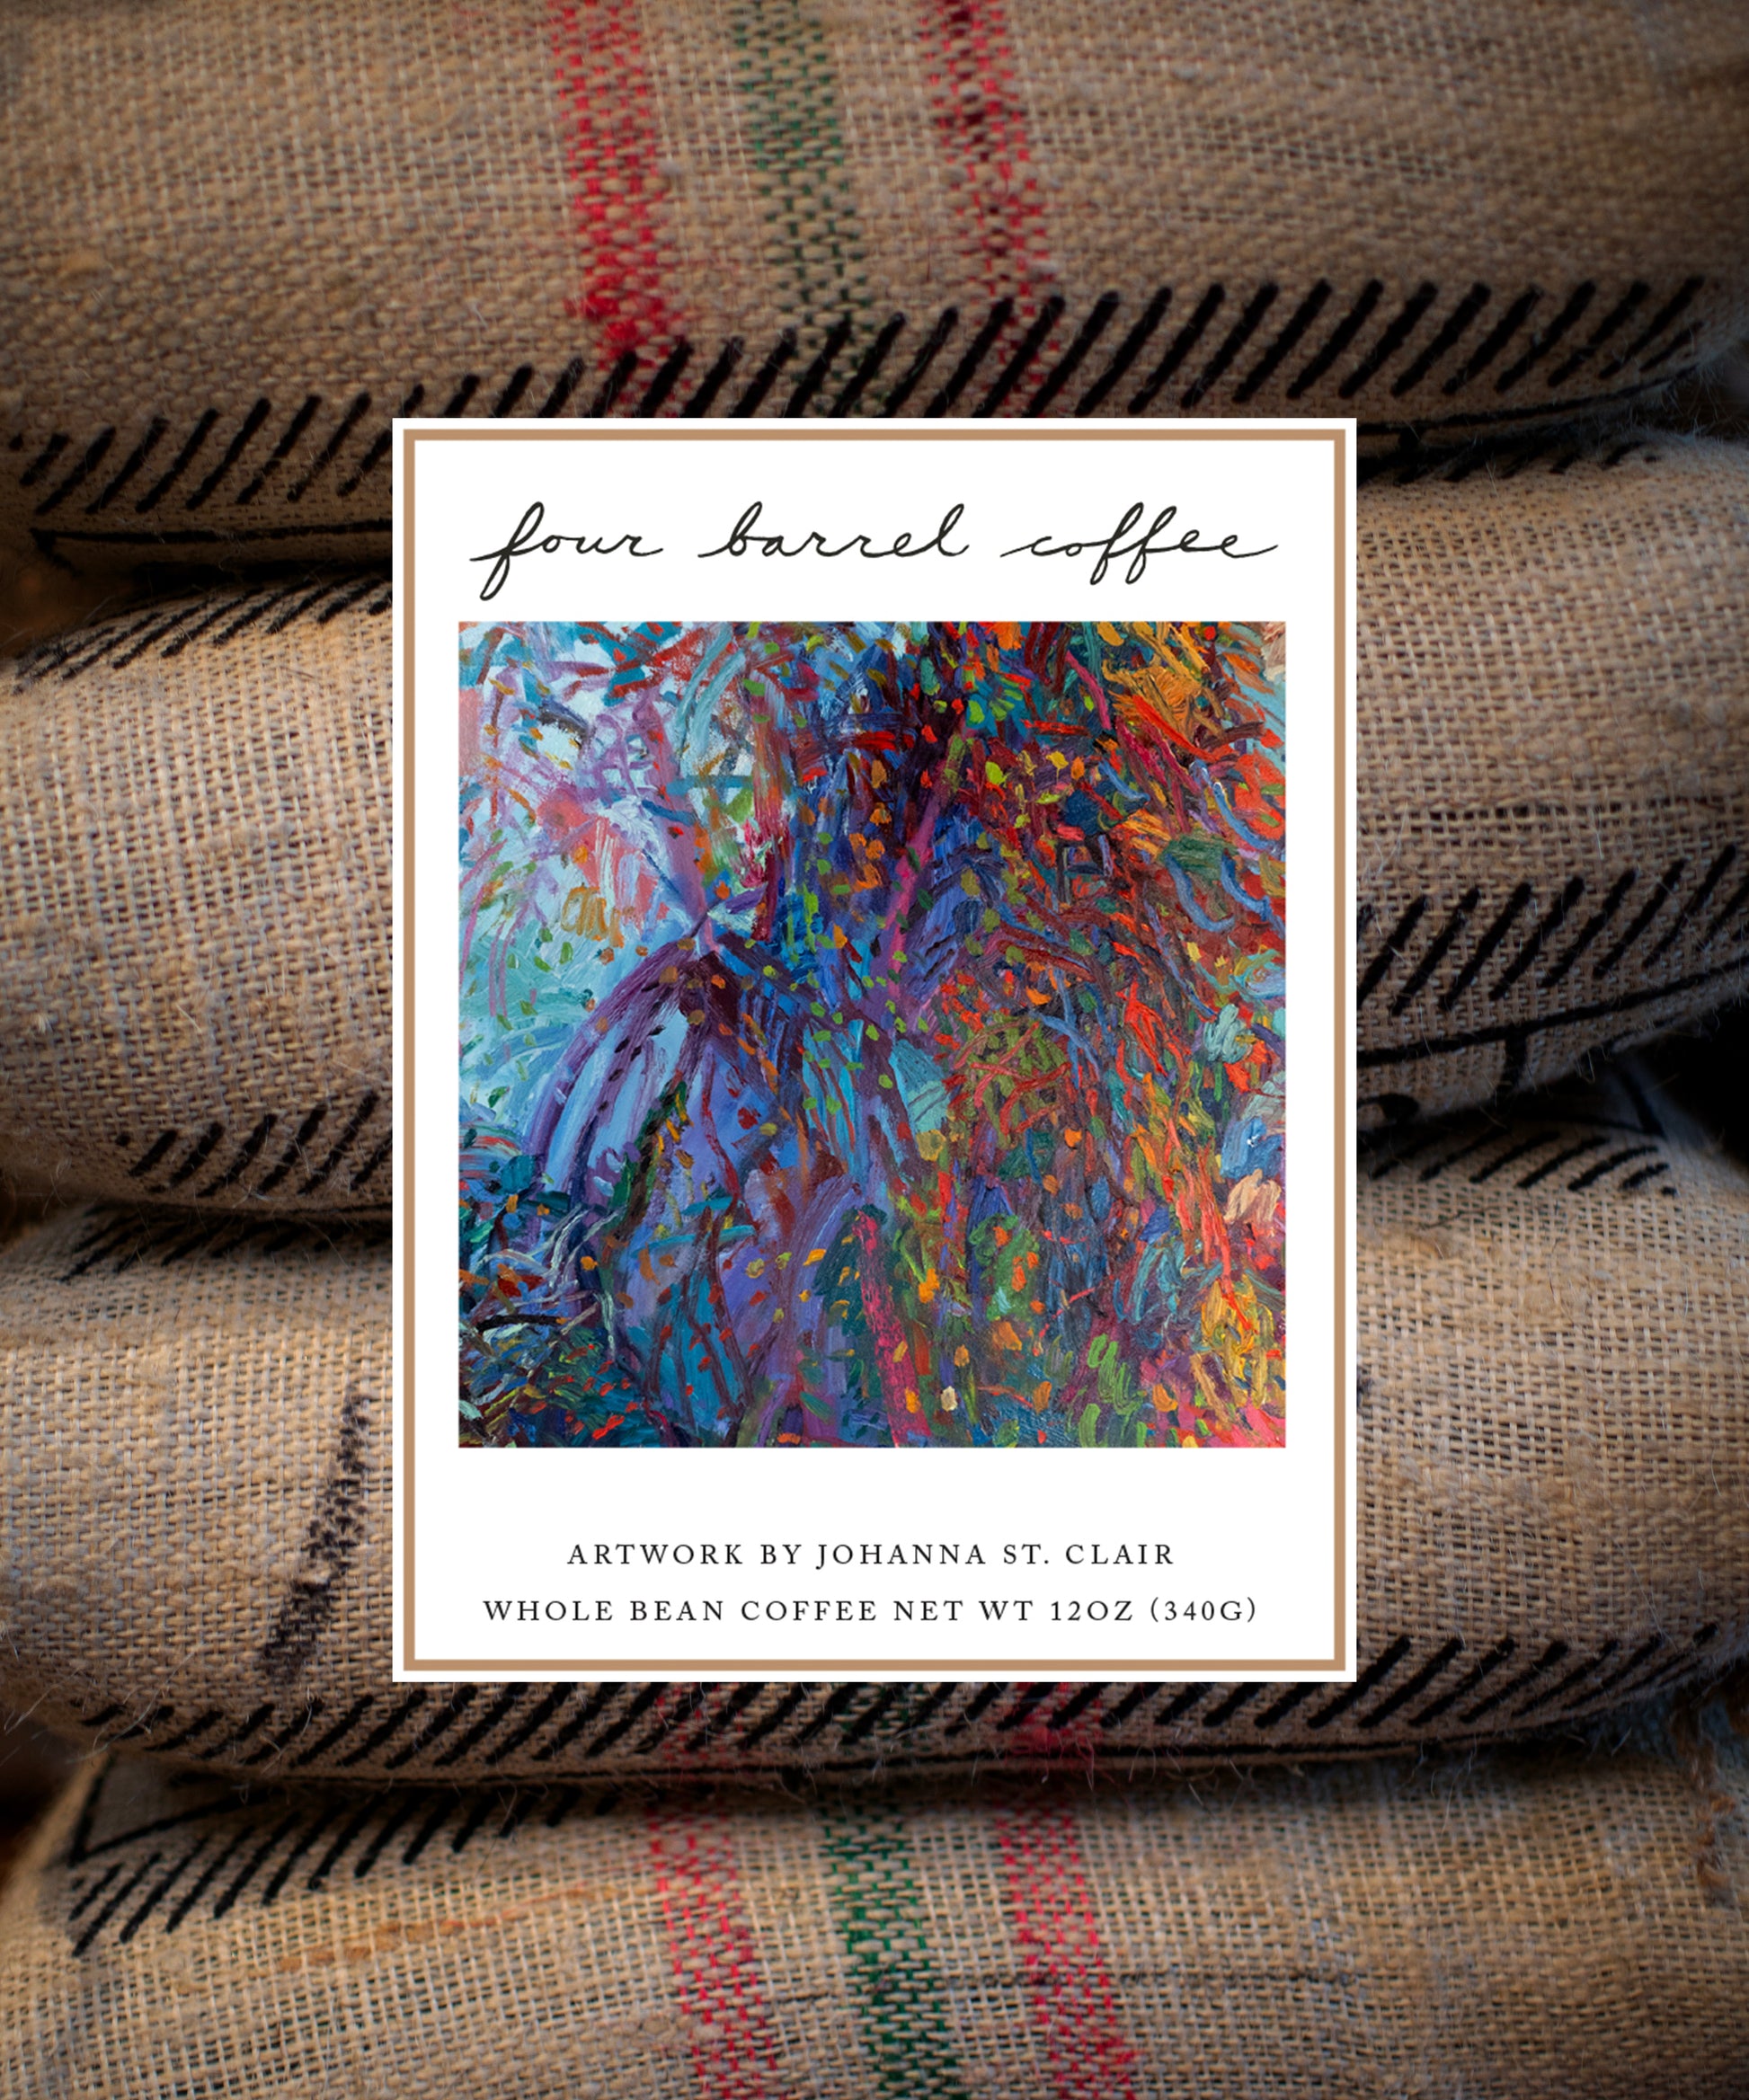 four barrel coffee
ARTWORK BY JOHANNA ST. CLAIR
WHOLE BEAN COFFEE NET WT 12OZ (340G)